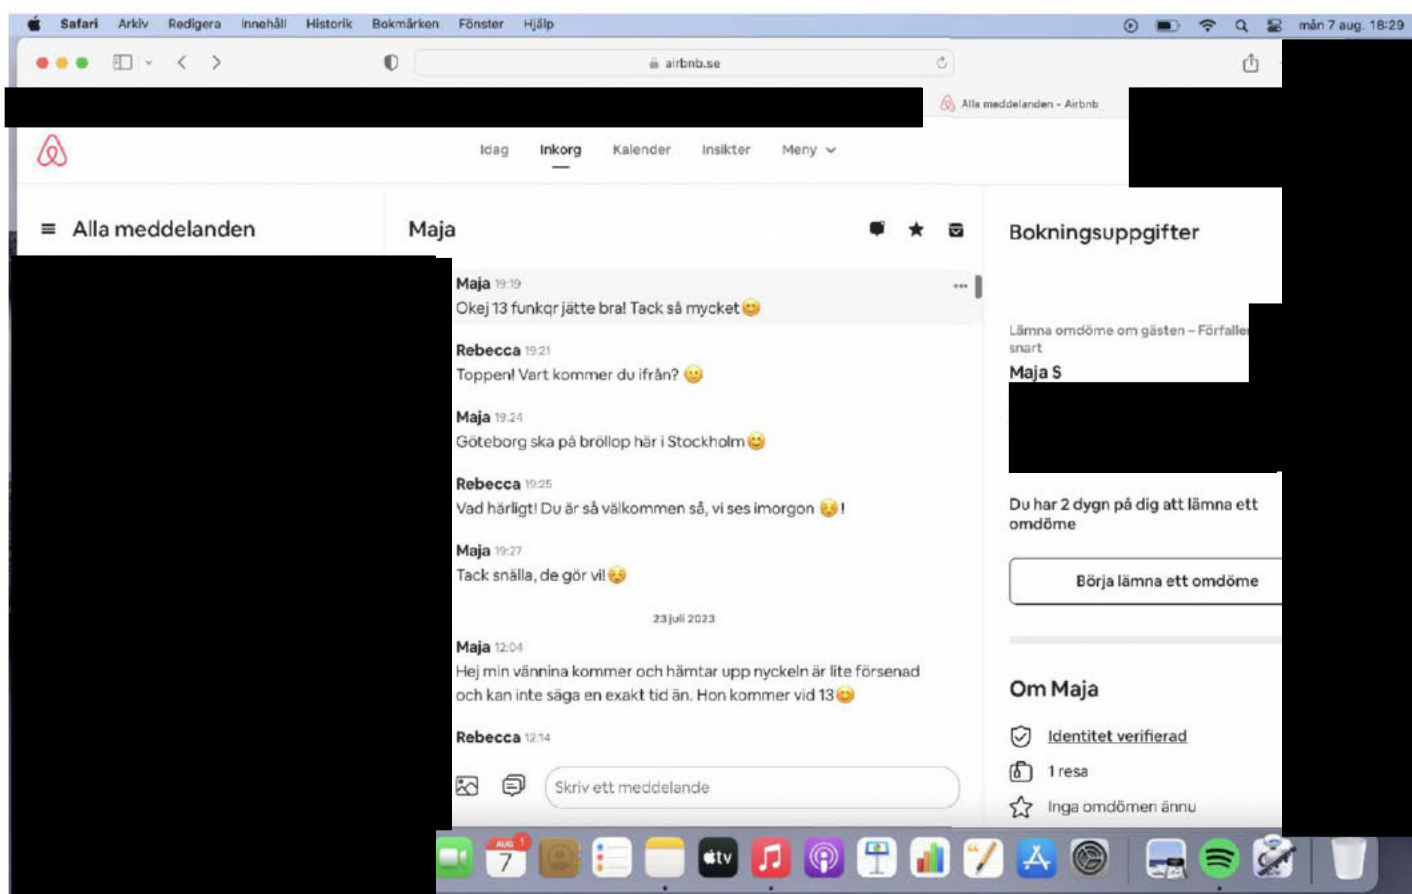 Safari Arkiv Redigera Innehåll Historik Bokmärken Fönster Hjälp mån 7 aug. 18:29
airbnb.se
Alla meddelanden - Airbnb
Idag Inkorg Kalender Insikter Meny
Alla meddelanden
Maja
Bokningsuppgifter
Maja 19:19
Okej 13 funkqr jätte bra! Tack så mycket😊
Rebecca 19:21
Toppen! Vart kommer du ifrån? 🙂
Maja 19:24
Göteborg ska på bröllop här i Stockholm😊
Rebecca 19:25
Vad härligt! Du är så välkommen så, vi ses imorgon ☺️!
Maja 19:27
Tack snälla, de gör vi!☺️
23 juli 2023
Maja 12:04
Hej min vännina kommer och hämtar upp nyckeln är lite försenad
och kan inte säga en exakt tid än. Hon kommer vid 13😊
Rebecca 12:14
Skriv ett meddelande
Lämna omdöme om gästen – Förfaller
snart
Maja S
Du har 2 dygn på dig att lämna ett
omdöme
Börja lämna ett omdöme
Om Maja
Identitet verifierad
1 resa
Inga omdömen ännu
AUG 1
7
tv